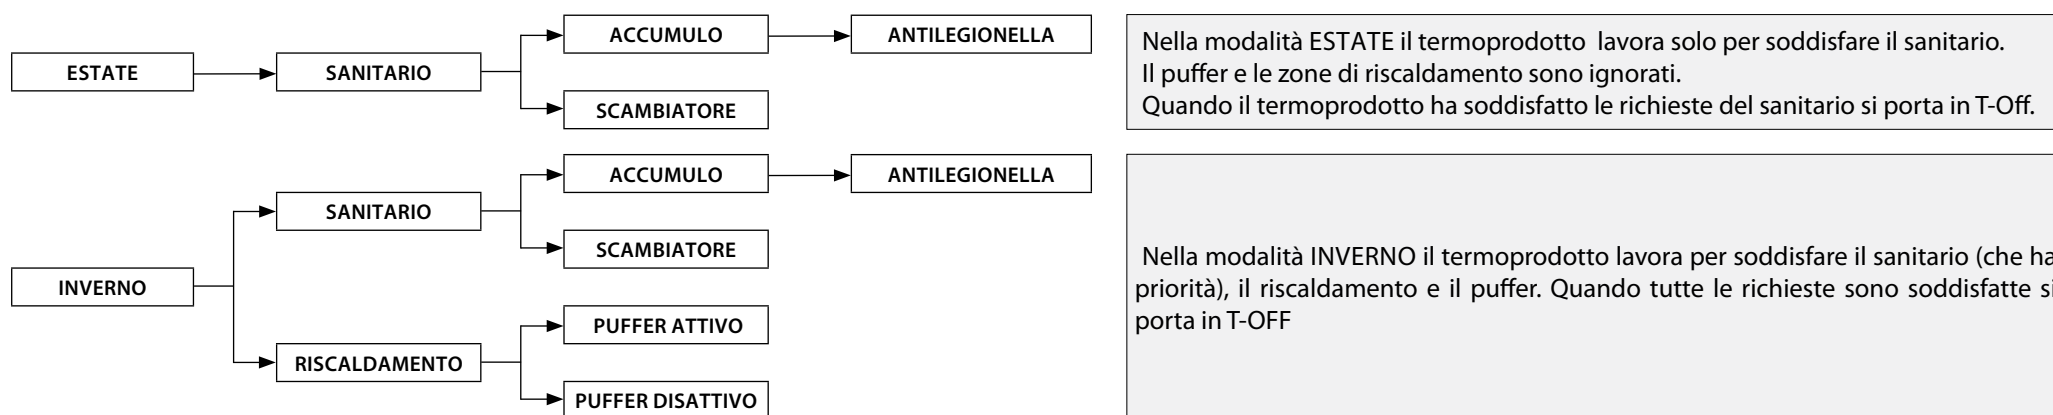 ESTATE
SANITARIO
ACCUMULO
ANTILEGIONELLA
SCAMBIATORE
Nella modalità ESTATE il termoprodotto lavora solo per soddisfare il sanitario.
Il puffer e le zone di riscaldamento sono ignorati.
Quando il termoprodotto ha soddisfatto le richieste del sanitario si porta in T-Off.
INVERNO
SANITARIO
ACCUMULO
ANTILEGIONELLA
SCAMBIATORE
RISCALDAMENTO
PUFFER ATTIVO
PUFFER DISATTIVO
Nella modalità INVERNO il termoprodotto lavora per soddisfare il sanitario (che ha
priorità), il riscaldamento e il puffer. Quando tutte le richieste sono soddisfatte si
porta in T-OFF